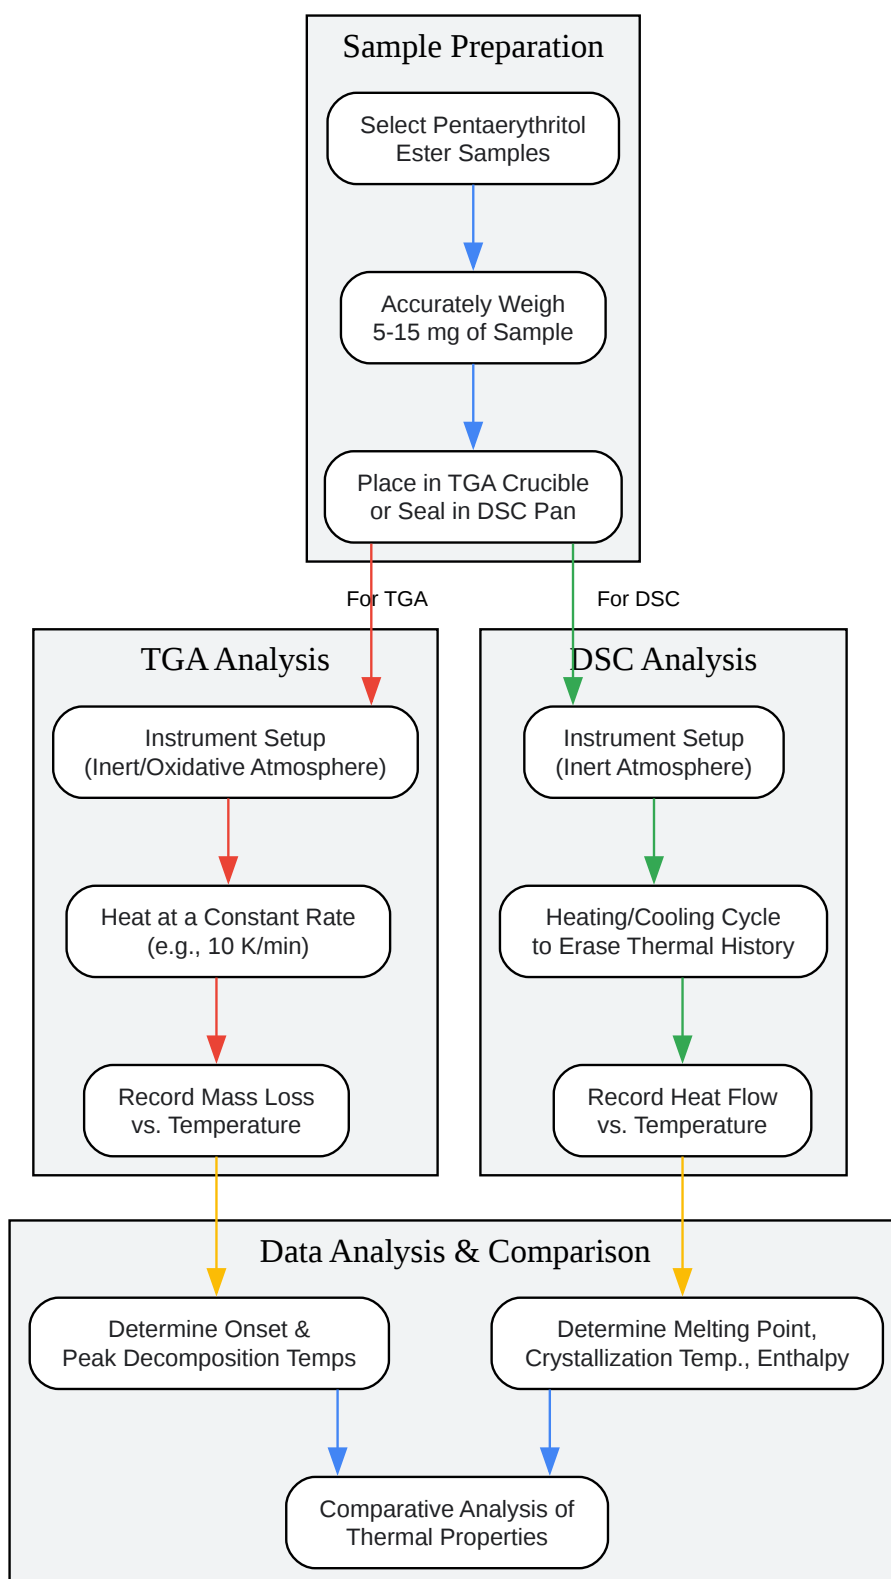 Sample Preparation
Select Pentaerythritol
Ester Samples
Accurately Weigh
5-15 mg of Sample
Place in TGA Crucible
or Seal in DSC Pan
For TGA
For DSC
TGA Analysis
Instrument Setup
(Inert/Oxidative Atmosphere)
Heat at a Constant Rate
(e.g., 10 K/min)
Record Mass Loss
vs. Temperature
DSC Analysis
Instrument Setup
(Inert Atmosphere)
Heating/Cooling Cycle
to Erase Thermal History
Record Heat Flow
vs. Temperature
Data Analysis & Comparison
Determine Onset &
Peak Decomposition Temps
Determine Melting Point,
Crystallization Temp., Enthalpy
Comparative Analysis of
Thermal Properties